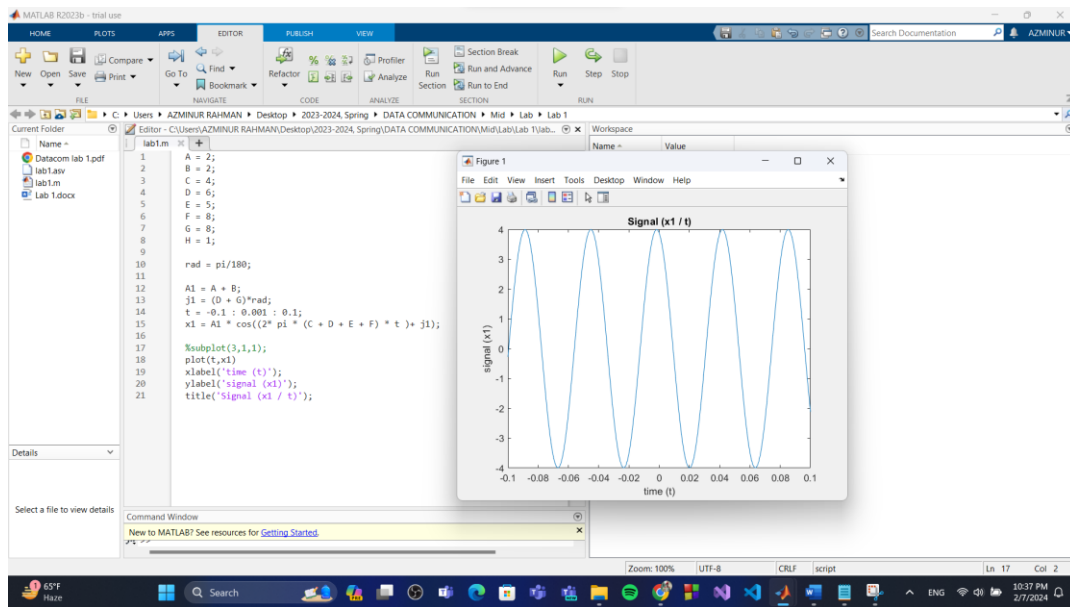 MATLAB R2023b - trial use
HOME PLOTS APPS EDITOR PUBLISH VIEW
Search Documentation AZMINUR
New Open Save Compare Print
Go To Find Bookmark
Refactor Profiler Analyze
Run Section Section Break Run and Advance Run to End
Run Step Stop
FILE NAVIGATE CODE ANALYZE SECTION RUN
C: Users AZMINUR RAHMAN Desktop 2023-2024, Spring DATA COMMUNICATION Mid Lab Lab 1
Current Folder
Name
Datacom lab 1.pdf
lab1.asv
lab1.m
Lab 1.docx
Details
Select a file to view details
Editor - C:\Users\AZMINUR RAHMAN\Desktop\2023-2024, Spring\DATA COMMUNICATION\Mid\Lab\Lab 1\lab...
lab1.m
1 A = 2;
2 B = 2;
3 C = 4;
4 D = 6;
5 E = 5;
6 F = 8;
7 G = 8;
8 H = 1;
9
10 rad = pi/180;
11
12 A1 = A + B;
13 j1 = (D + G)*rad;
14 t = -0.1 : 0.001 : 0.1;
15 x1 = A1 * cos((2* pi * (C + D + E + F) * t )+ j1);
16
17 %subplot(3,1,1);
18 plot(t,x1)
19 xlabel('time (t)');
20 ylabel('signal (x1)');
21 title('Signal (x1 / t)');
Command Window
New to MATLAB? See resources for Getting Started.
Workspace
Name Value
Figure 1
File Edit View Insert Tools Desktop Window Help
Signal (x1 / t)
4
3
2
1
0
-1
-2
-3
-4
signal (x1)
-0.1 -0.08 -0.06 -0.04 -0.02 0 0.02 0.04 0.06 0.08 0.1
time (t)
Zoom: 100% UTF-8 CRLF script Ln 17 Col 2
1
65°F
Haze
Search
ENG
10:37 PM
2/7/2024